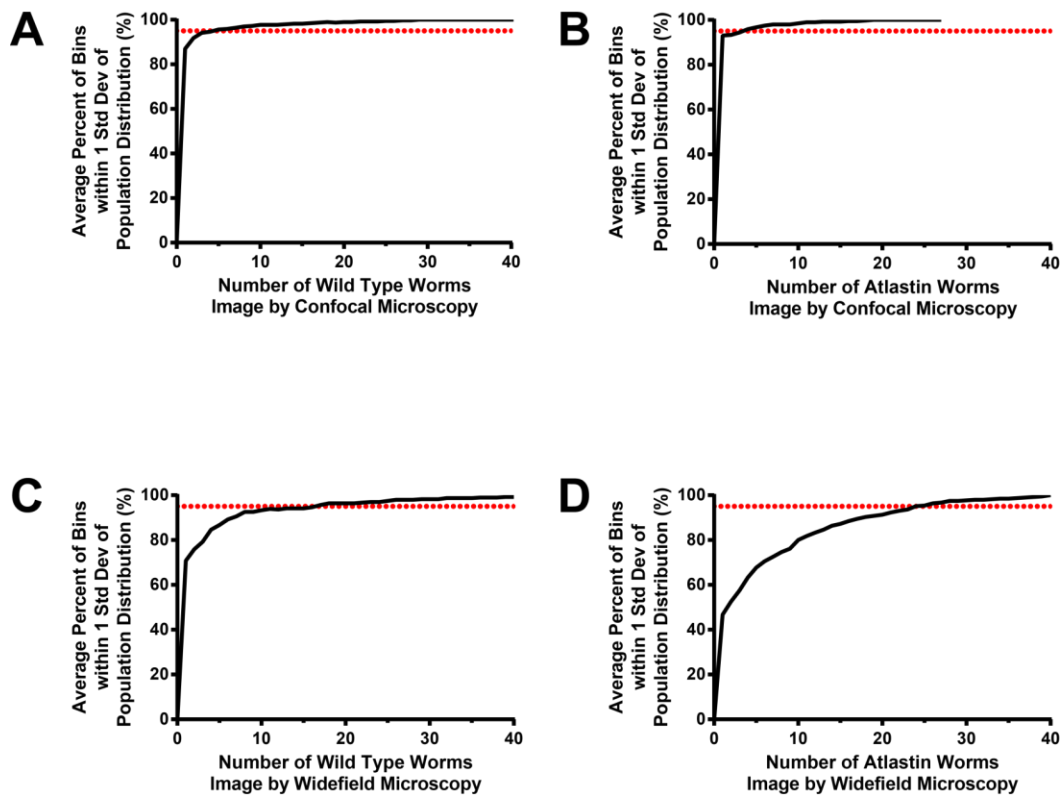 A
Average Percent of Bins
within 1 Std Dev of
Population Distribution (%)
100
80
60
40
20
0
0 10 20 30 40
Number of Wild Type Worms
Image by Confocal Microscopy
B
Average Percent of Bins
within 1 Std Dev of
Population Distribution (%)
100
80
60
40
20
0
0 10 20 30 40
Number of Atlastin Worms
Image by Confocal Microscopy
C
Average Percent of Bins
within 1 Std Dev of
Population Distribution (%)
100
80
60
40
20
0
0 10 20 30 40
Number of Wild Type Worms
Image by Widefield Microscopy
D
Average Percent of Bins
within 1 Std Dev of
Population Distribution (%)
100
80
60
40
20
0
0 10 20 30 40
Number of Atlastin Worms
Image by Widefield Microscopy